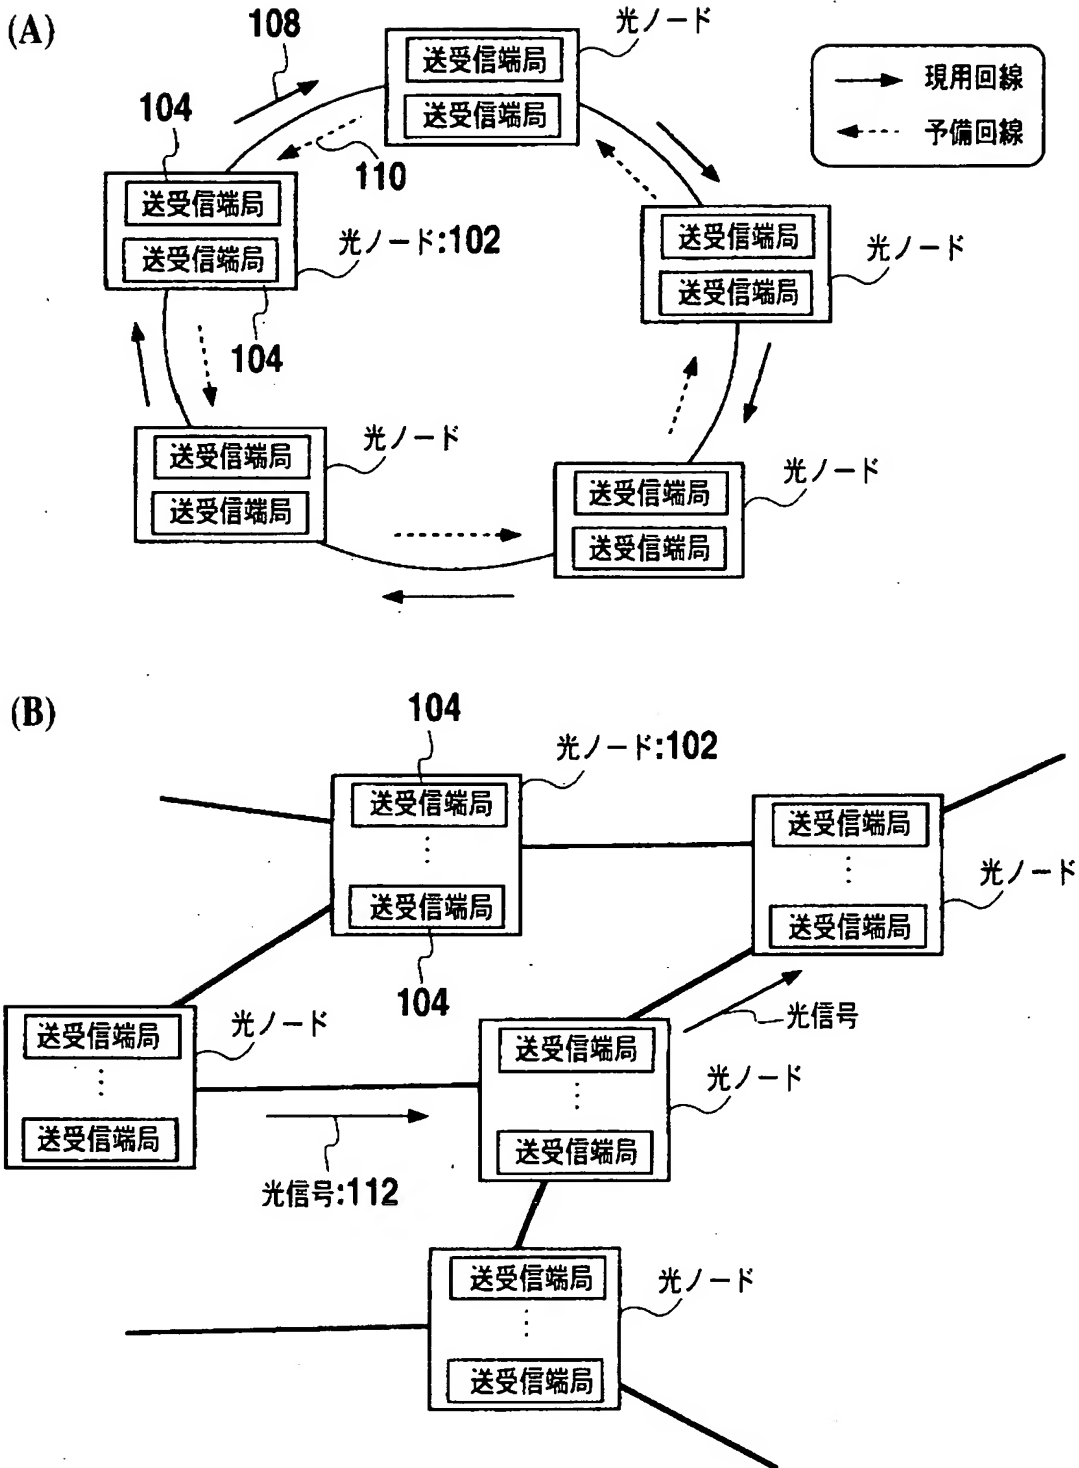 (A)
108
光ノード
送受信端局
送受信端局
現用回線
予備回線
104
110
送受信端局
送受信端局
光ノード:102
104
送受信端局
送受信端局
光ノード
光ノード
送受信端局
送受信端局
光ノード
送受信端局
送受信端局
(B)
104
光ノード:102
送受信端局
⋮
送受信端局
104
送受信端局
⋮
送受信端局
光ノード
光信号
送受信端局
⋮
送受信端局
光ノード
送受信端局
⋮
送受信端局
光ノード
光信号:112
送受信端局
⋮
送受信端局
光ノード